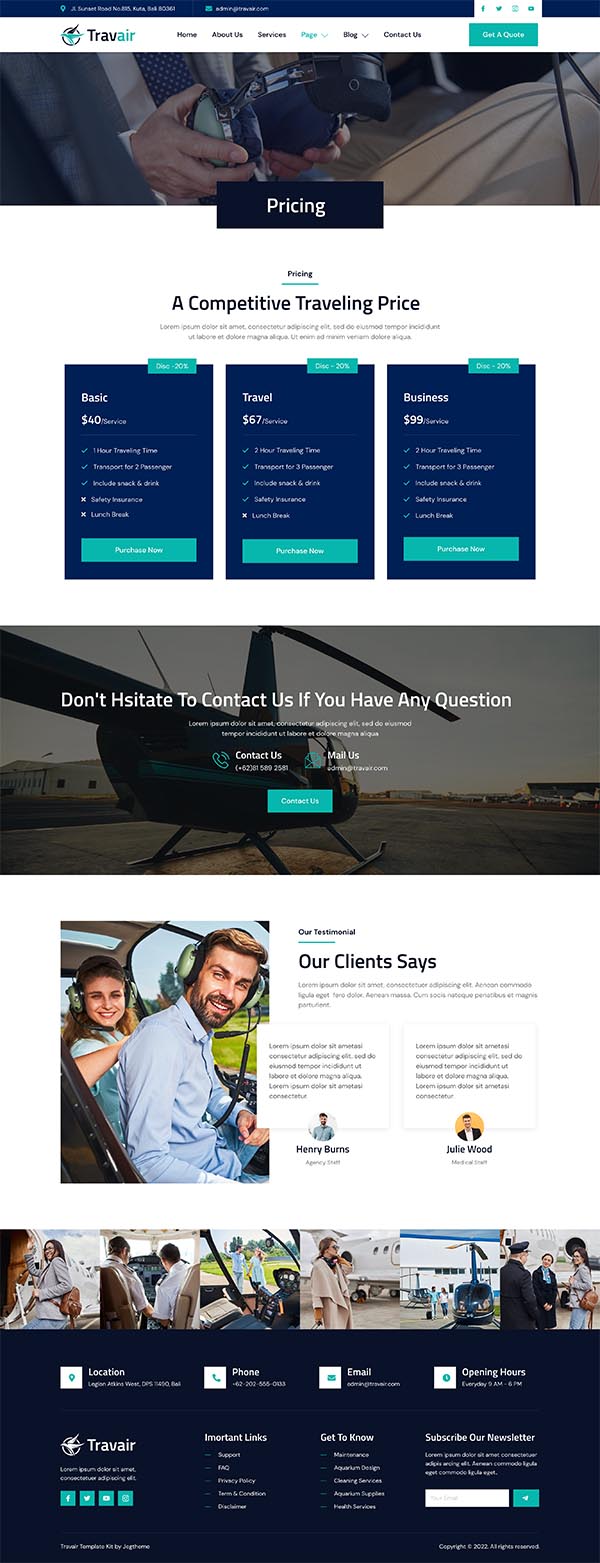 Jl. Sunset Road No.815, Kuta, Bali 80361
admin@travair.com
Travair
Home
About Us
Services
Page
Blog
Contact Us
Get A Quote
Pricing
Pricing
A Competitive Traveling Price
Lorem ipsum dolor sit amet, consectetur adipiscing elit, sed do eiusmod tempor incididunt
ut labore et dolore magna aliqua. Ut enim ad minim veniam dolore aliqua.
Disc -20%
Basic
$40/Service
1 Hour Traveling Time
Transport for 2 Passenger
Include snack & drink
Safety Insurance
Lunch Break
Purchase Now
Disc - 20%
Travel
$67/Service
2 Hour Traveling Time
Transport for 3 Passenger
Include snack & drink
Safety Insurance
Lunch Break
Purchase Now
Disc - 20%
Business
$99/Service
2 Hour Traveling Time
Transport for 3 Passenger
Include snack & drink
Safety Insurance
Lunch Break
Purchase Now
Don't Hsitate To Contact Us If You Have Any Question
Lorem ipsum dolor sit amet, consectetur adipiscing elit, sed do eiusmod
tempor incididunt ut labore et dolore magna aliqua
Contact Us
(+62)81 589 2581
Mail Us
admin@travair.com
Contact Us
Our Testimonial
Our Clients Says
Lorem ipsum dolor sit amet, consectetuer adipiscing elit. Aenean commodo
ligula eget fero dolor. Aenean massa. Cum sociis natoque penatibus et magnis
parturient.
Lorem ipsum dolor sit ametasi
consectetur adipiscing elit, sed do
eiusmod tempor incididunt ut
labore et dolore magna aliqua.
Lorem ipsum dolor sit ametasi
consectetur
Henry Burns
Agency Staff
Lorem ipsum dolor sit ametasi
consectetur adipiscing elit, sed do
eiusmod tempor incididunt ut
labore et dolore magna aliqua.
Lorem ipsum dolor sit ametasi
consectetur
Julie Wood
Medical Staff
Location
Legian Atkins West, DPS 11490, Bali
Phone
+62-202-555-0133
Email
admin@travair.com
Opening Hours
Everyday 9 AM - 6 PM
Travair
Lorem ipsum dolor sit amet,
consectetuer adipiscing elit.
Imortant Links
Support
FAQ
Privacy Policy
Term & Condition
Disclaimer
Get To Know
Maintenance
Aquarium Design
Cleaning Services
Aquarium Supplies
Health Services
Subscribe Our Newsletter
Lorem ipsum dolor sit amet consectetuer
adipis arcing elit. Aenean commodo ligula
eget commodo ligula eget.
Your Email
Travair Template Kit by Jegtheme
Copyright © 2022. All rights reserved.